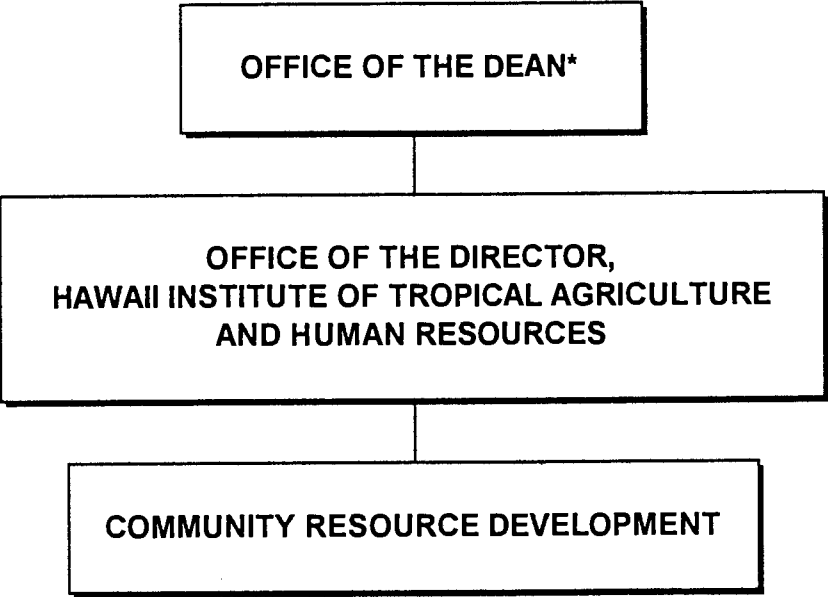 OFFICE OF THE DEAN*
OFFICE OF THE DIRECTOR,
HAWAII INSTITUTE OF TROPICAL AGRICULTURE
AND HUMAN RESOURCES
COMMUNITY RESOURCE DEVELOPMENT